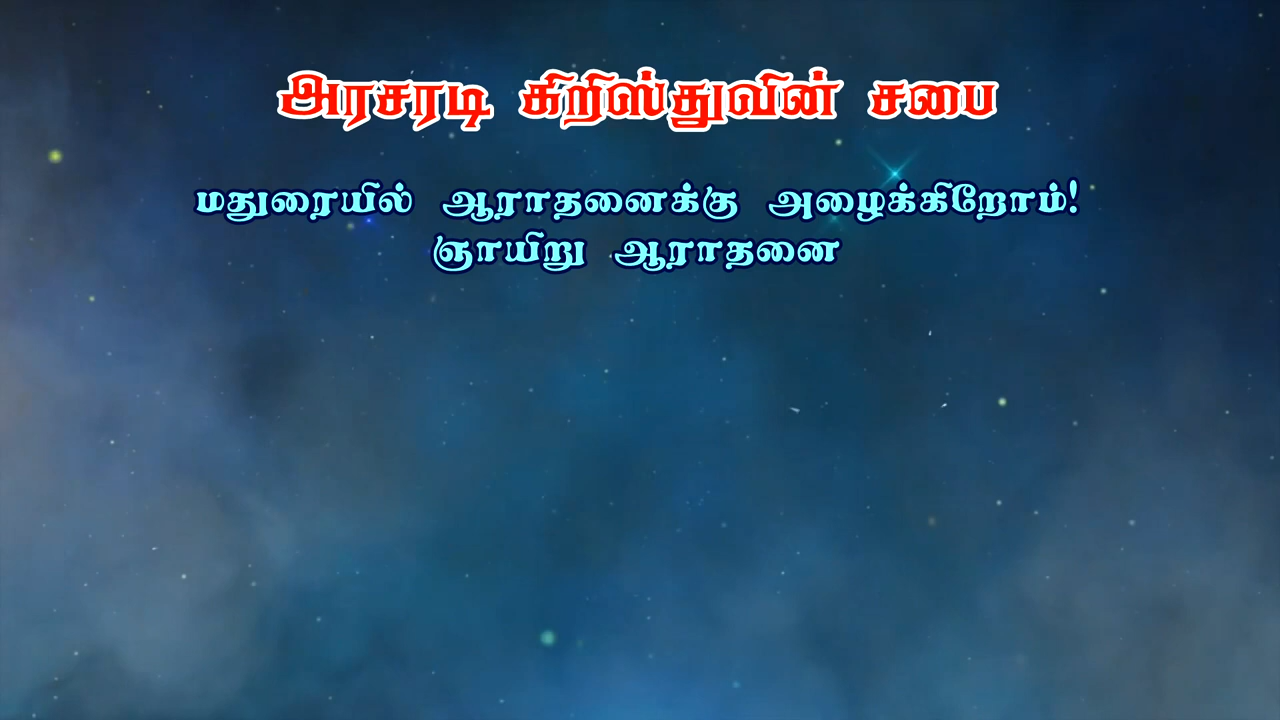 அரசரடி கிறிஸ்துவின் சபை
மதுரையில் ஆராதனைக்கு அழைக்கிறோம்!
ஞாயிறு ஆராதனை